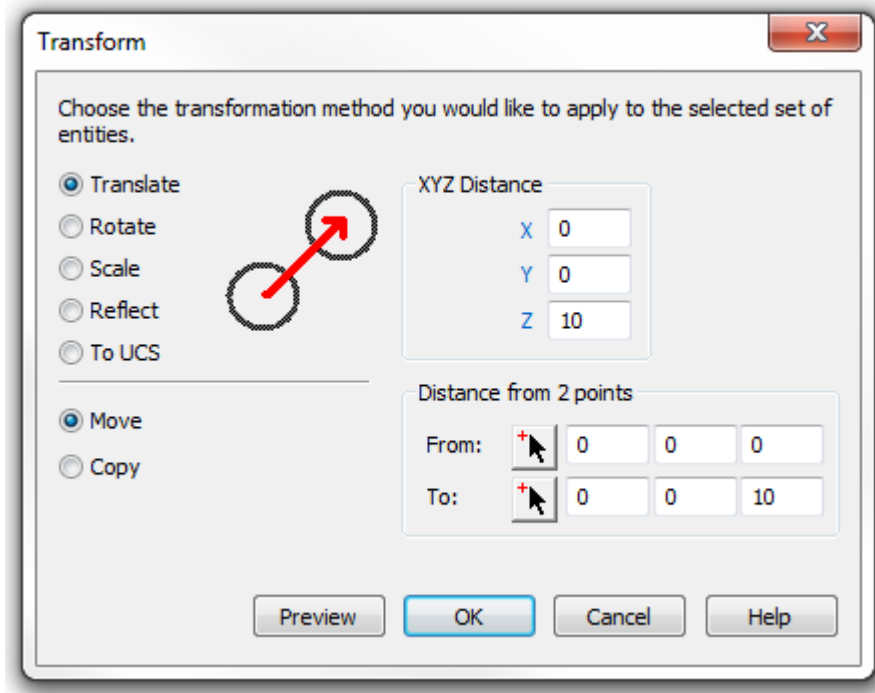 Transform
Choose the transformation method you would like to apply to the selected set of
entities.
Translate
Rotate
Scale
Reflect
To UCS
Move
Copy
XYZ Distance
X 0
Y 0
Z 10
Distance from 2 points
From: 0 0 0
To: 0 0 10
Preview OK Cancel Help